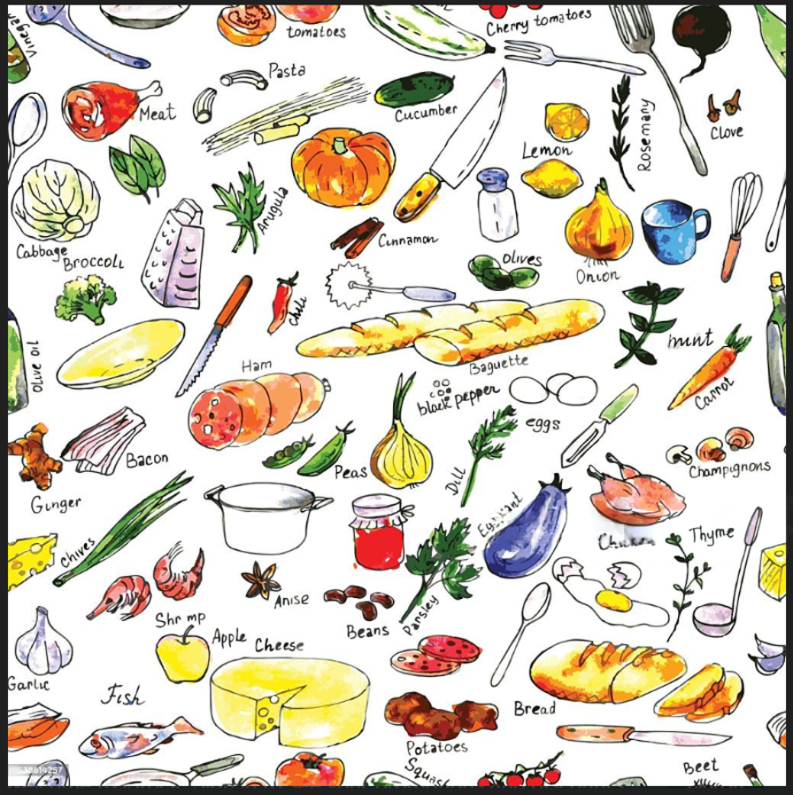 Vinegar
tomatoes
Cherry tomatoes
Pasta
Meat
Cucumber
Rosemary
Clove
Lemon
Arugula
Cabbage
Cinnamon
Broccoli
Olives
Onion
Chili
mint
Olive oil
Ham
Baguette
Carrot
black pepper
eggs
Bacon
Peas
Dill
Champignons
Ginger
Eggplant
Chives
Chicken
Thyme
Anise
Shrimp
Beans
Parsley
Apple
Cheese
Garlic
Fish
Bread
Potatoes
Squash
Beet